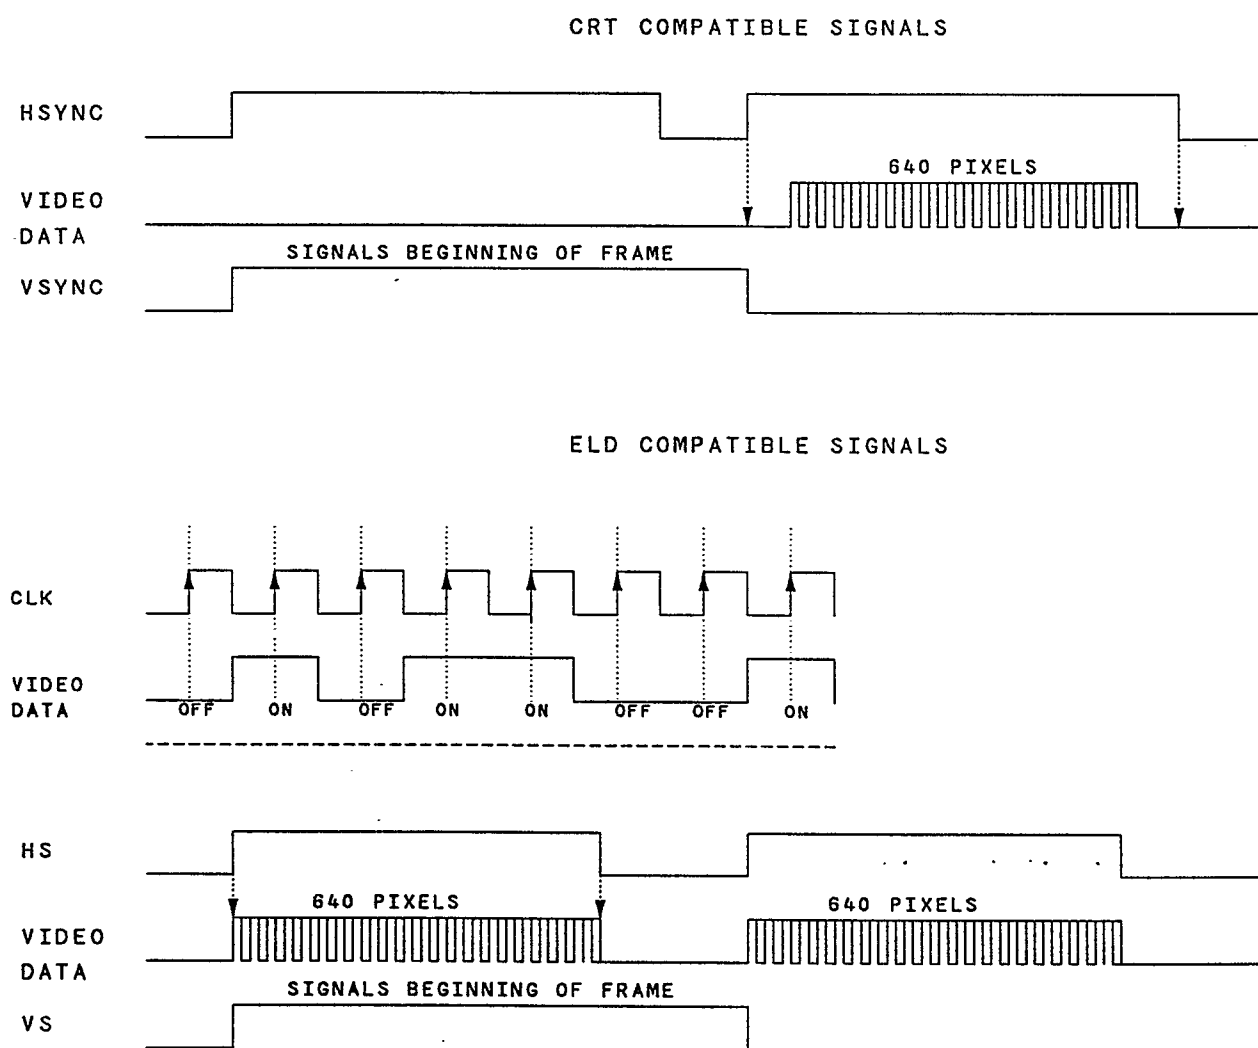 CRT COMPATIBLE SIGNALS
HSYNC
640 PIXELS
VIDEO
DATA
SIGNALS BEGINNING OF FRAME
VSYNC
ELD COMPATIBLE SIGNALS
CLK
VIDEO
DATA
OFF ON OFF ON ON OFF OFF ON
HS
640 PIXELS 640 PIXELS
VIDEO
DATA
SIGNALS BEGINNING OF FRAME
VS